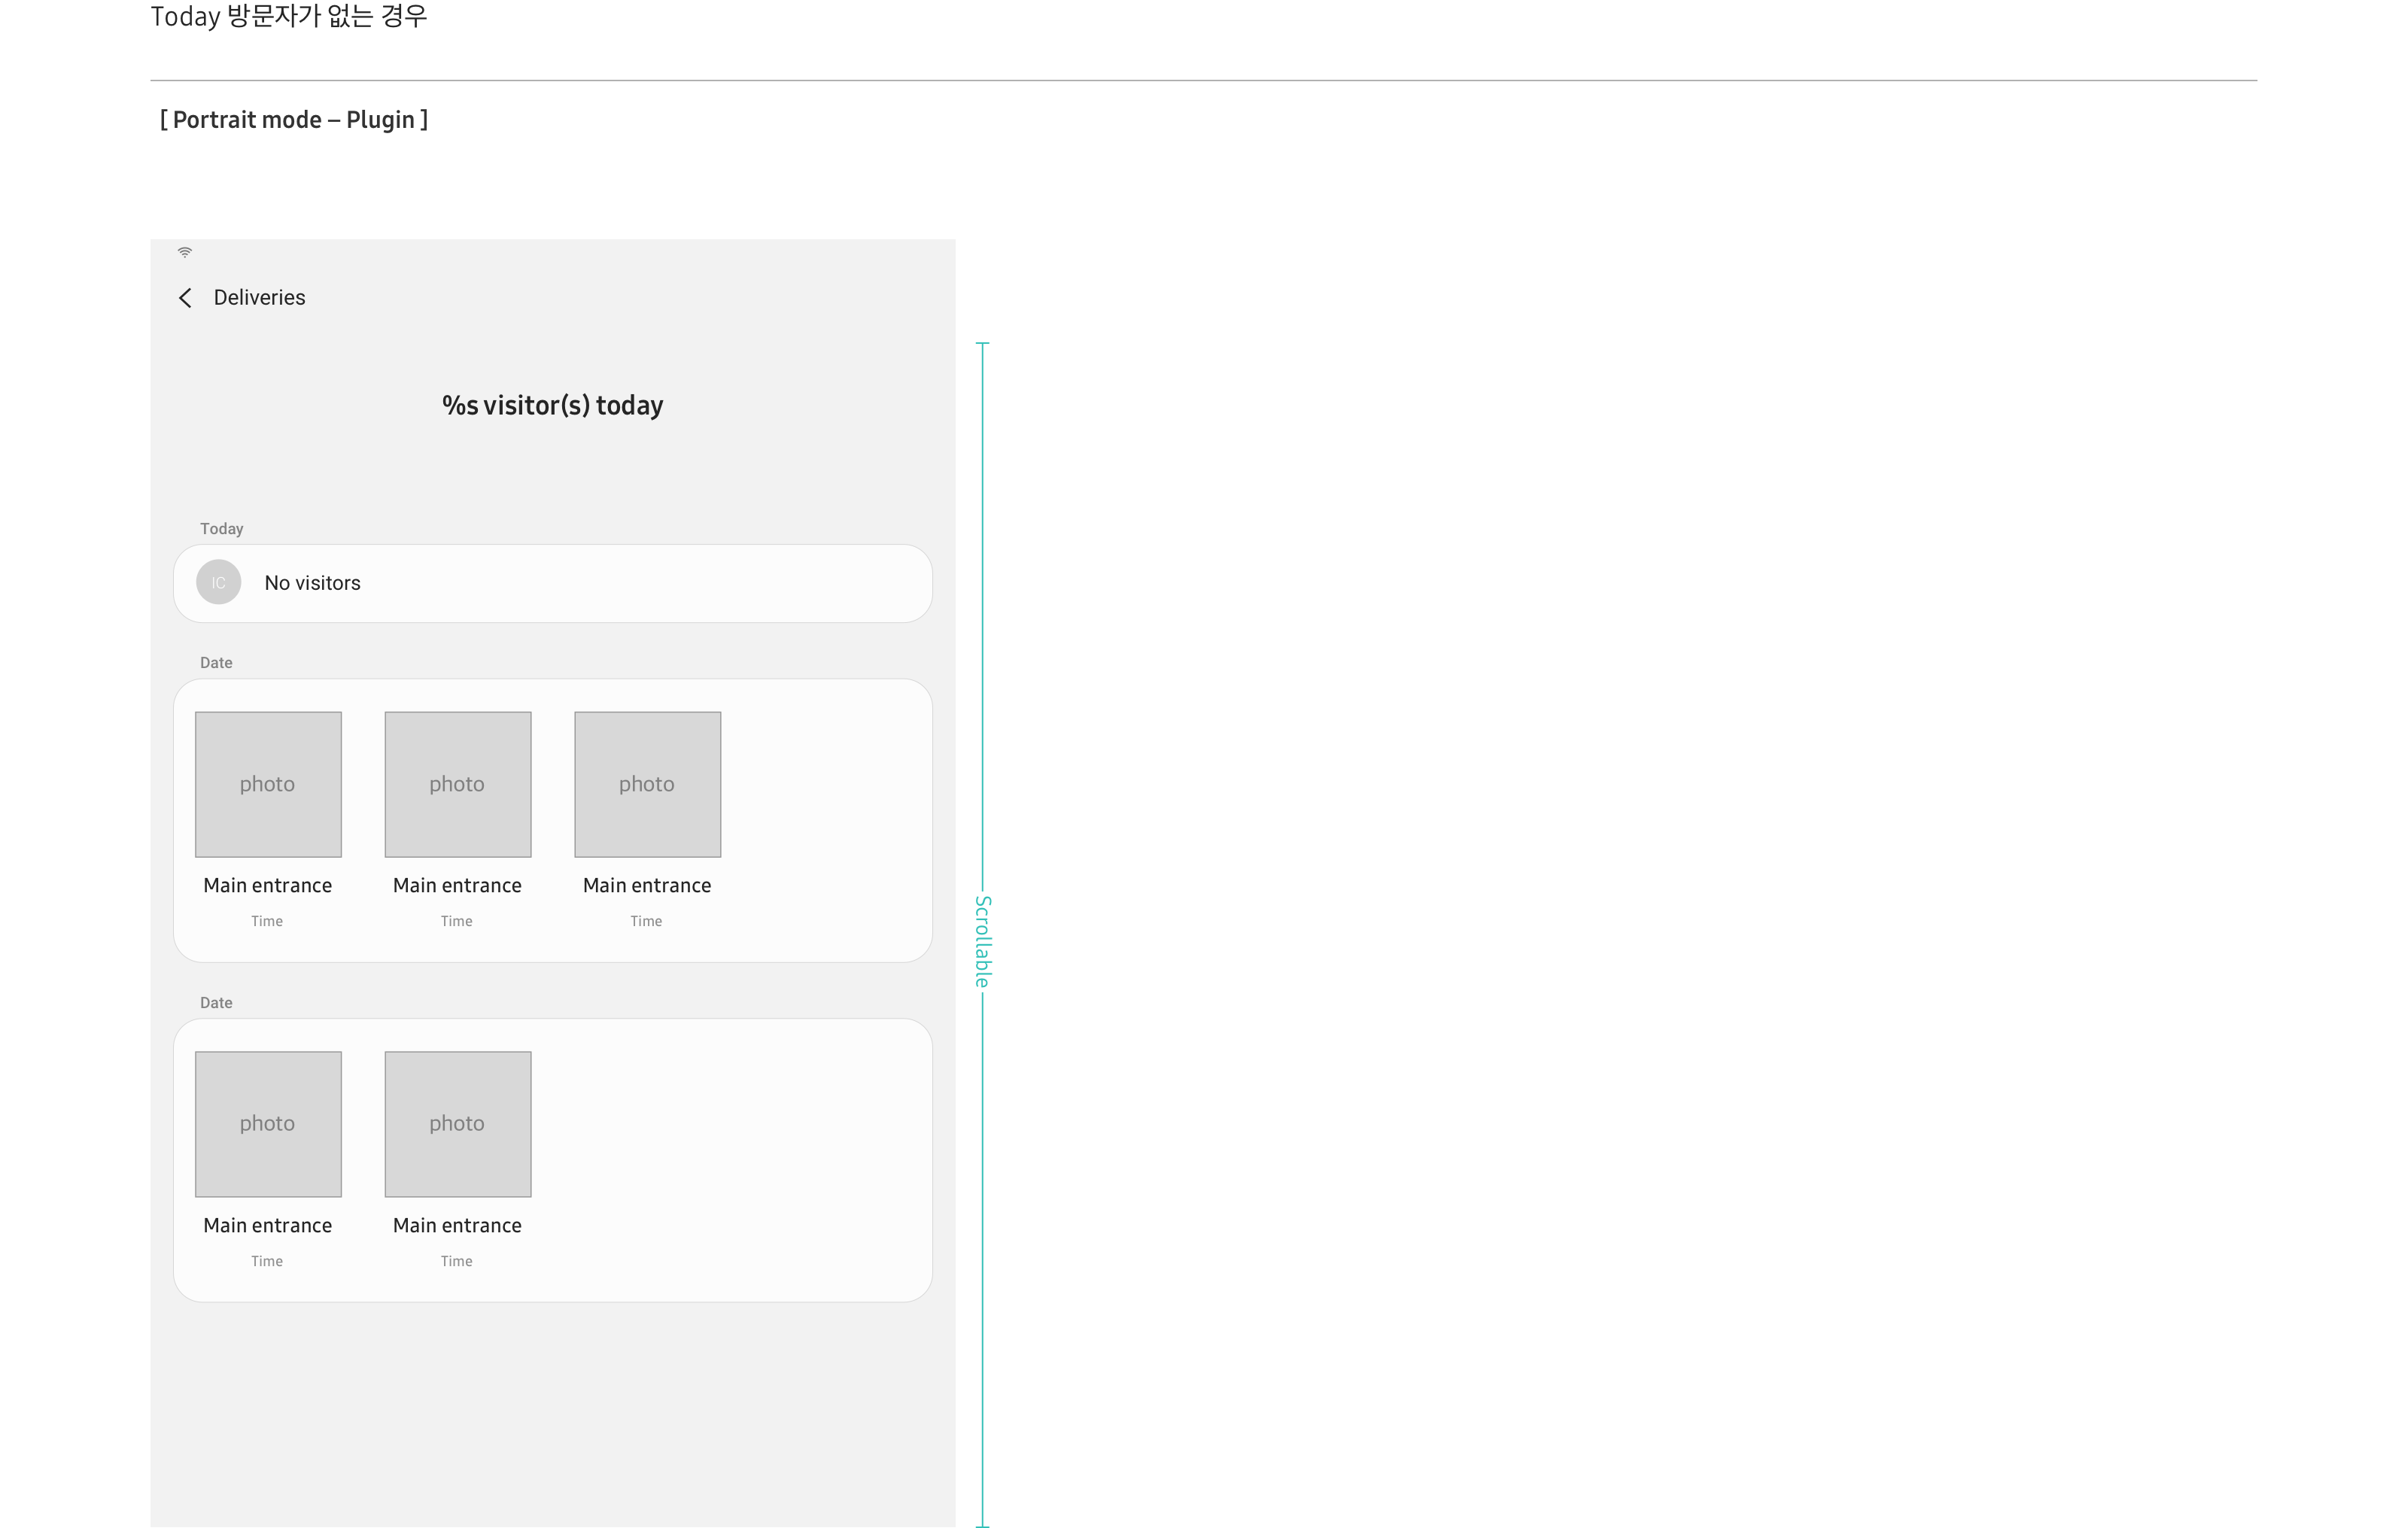 Today 방문자가 없는 경우
[ Portrait mode – Plugin ]
Deliveries
%s visitor(s) today
Today
IC No visitors
Date
photo photo photo
Main entrance Main entrance Main entrance
Time Time Time
Scrollable
Date
photo photo
Main entrance Main entrance
Time Time